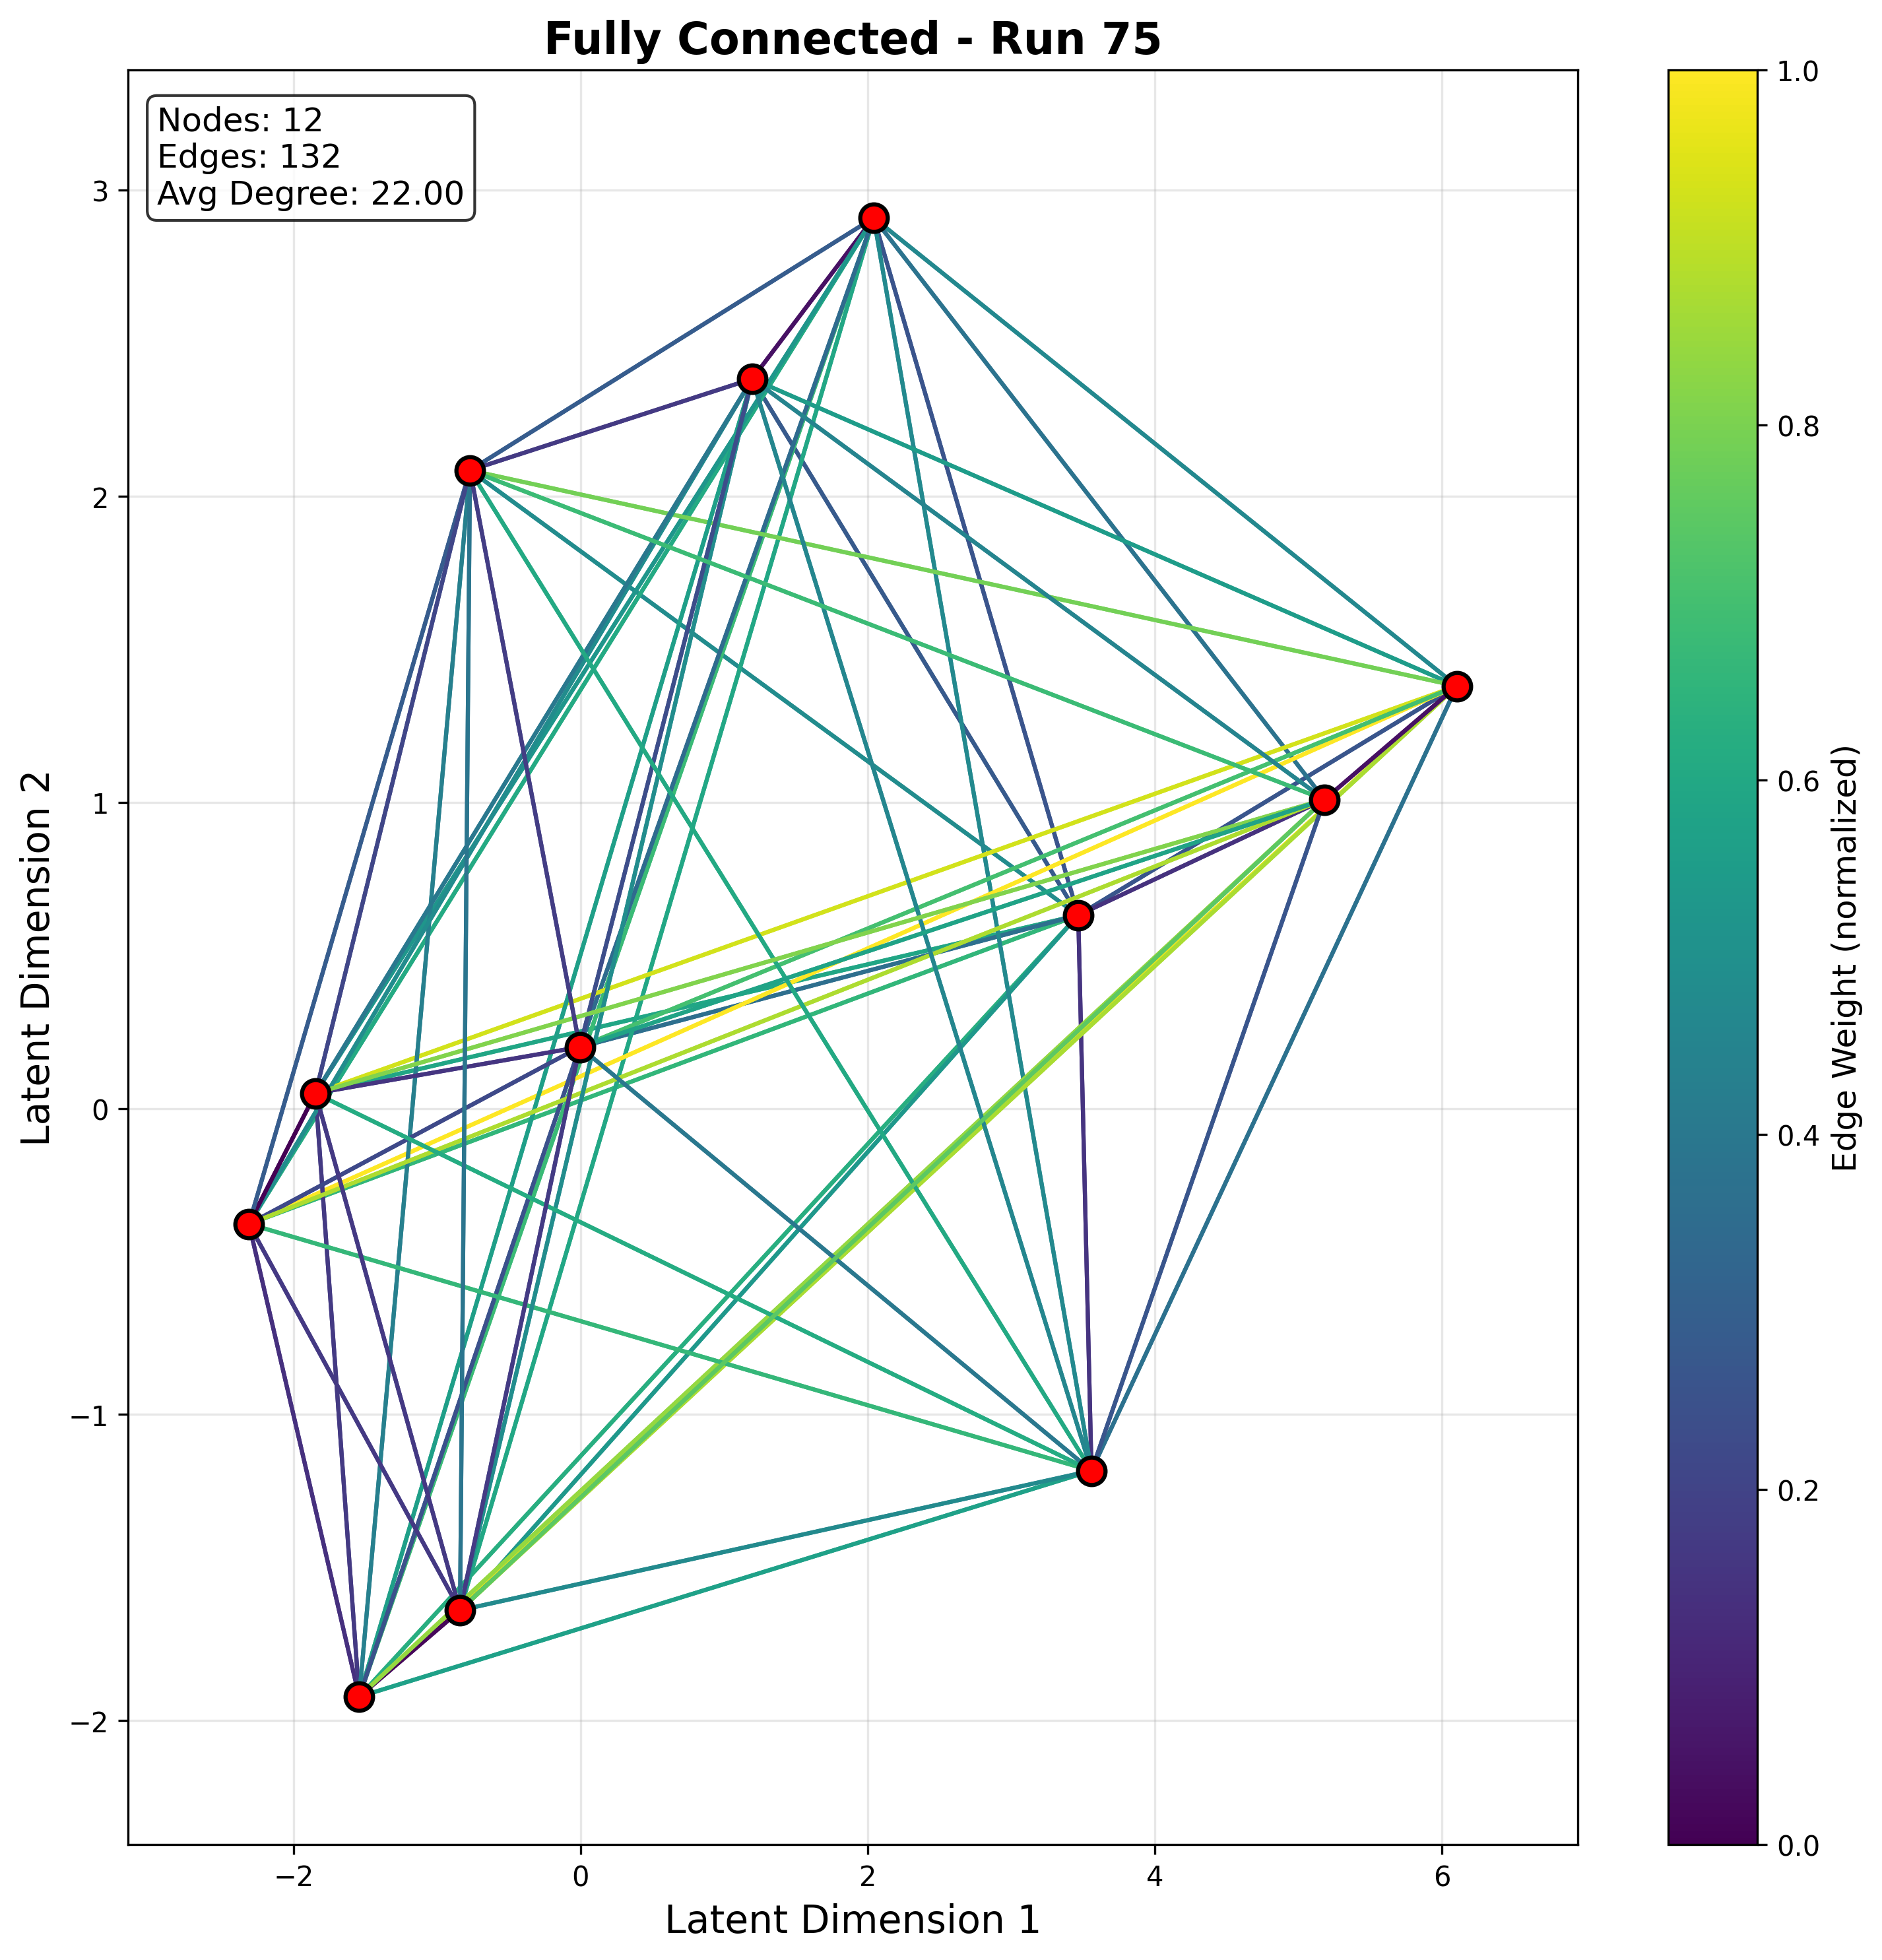 Fully Connected - Run 75
Nodes: 12
Edges: 132
Avg Degree: 22.00
3
2
1
0
−1
−2
−2
0
2
4
6
Latent Dimension 1
Latent Dimension 2
1.0
0.8
0.6
0.4
0.2
0.0
Edge Weight (normalized)